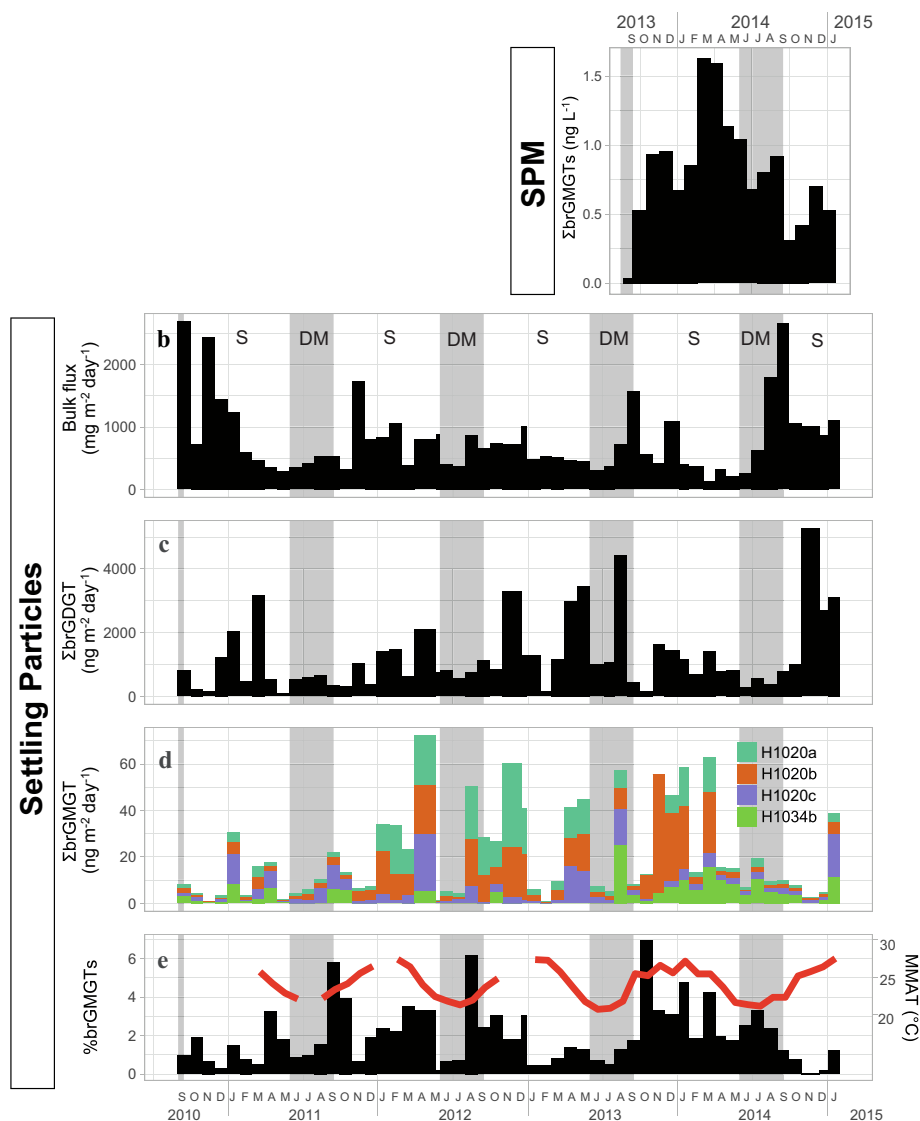 2013 2014 2015
S O N D J F M A M J J A S O N D J
SPM
ΣbrGMGTs (ng L⁻¹)
1.5
1.0
0.5
0.0
Settling Particles
b S DM S DM S DM S DM S
Bulk flux
(mg m⁻² day⁻¹)
2000
1000
0
c
ΣbrGDGT
(ng m⁻² day⁻¹)
4000
2000
0
d
ΣbrGMGT
(ng m⁻² day⁻¹)
60
40
20
0
H1020a
H1020b
H1020c
H1034b
e
%brGMGTs
6
4
2
0
30
25
20
MMAT (°C)
S O N D J F M A M J J A S O N D J F M A M J J A S O N D J F M A M J J A S O N D J F M A M J J A S O N D J
2010 2011 2012 2013 2014 2015